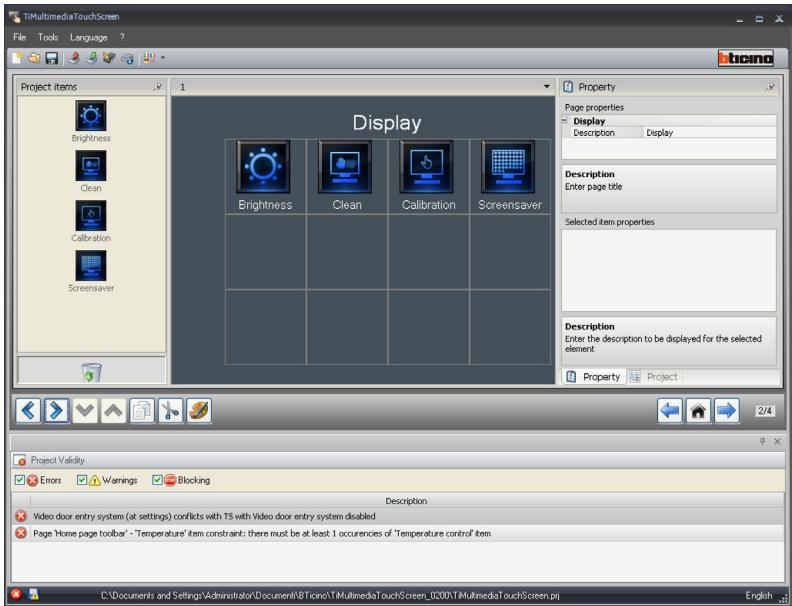 TiMultimediaTouchScreen
File Tools Language ?
bticino
Project items
1
Property
Brightness
Clean
Calibration
Screensaver
Display
Brightness Clean Calibration Screensaver
Page properties
Display
Description Display
Description
Enter page title
Selected item properties
Description
Enter the description to be displayed for the selected
element
Property Project
2/4
Project Validity
Errors Warnings Blocking
Description
Video door entry system (at settings) conflicts with TS with Video door entry system disabled
Page 'Home page toolbar' - 'Temperature' item constraint: there must be at least 1 occurencies of 'Temperature control' item
C:\Documents and Settings\Administrator\Documenti\BTicino\TiMultimediaTouchScreen_0200\TiMultimediaTouchScreen.prj
English